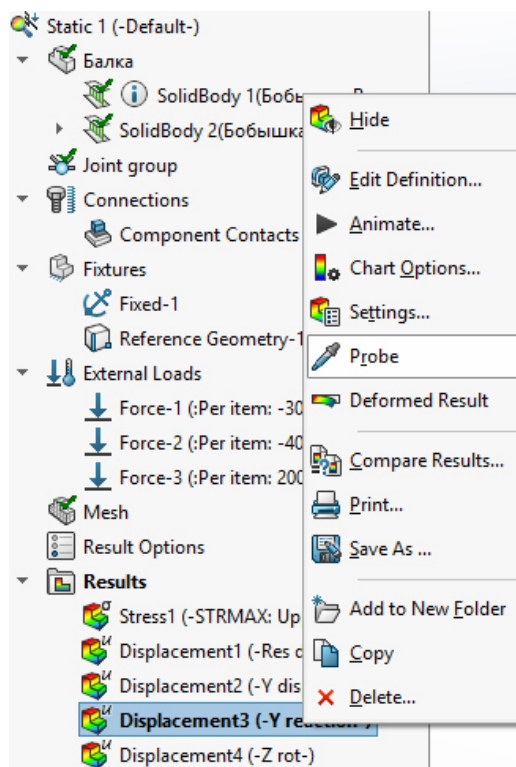 Static 1 (-Default-)
Балка
SolidBody 1(Бобы
SolidBody 2(Бобышка
Joint group
Connections
Component Contacts
Fixtures
Fixed-1
Reference Geometry-1
External Loads
Force-1 (:Per item: -30
Force-2 (:Per item: -40
Force-3 (:Per item: 200
Mesh
Result Options
Results
Stress1 (-STRMAX: Up
Displacement1 (-Res d
Displacement2 (-Y dis
Displacement3 (-Y reaction-)
Displacement4 (-Z rot-)
Hide
Edit Definition...
Animate...
Chart Options...
Settings...
Probe
Deformed Result
Compare Results...
Print...
Save As ...
Add to New Folder
Copy
Delete...